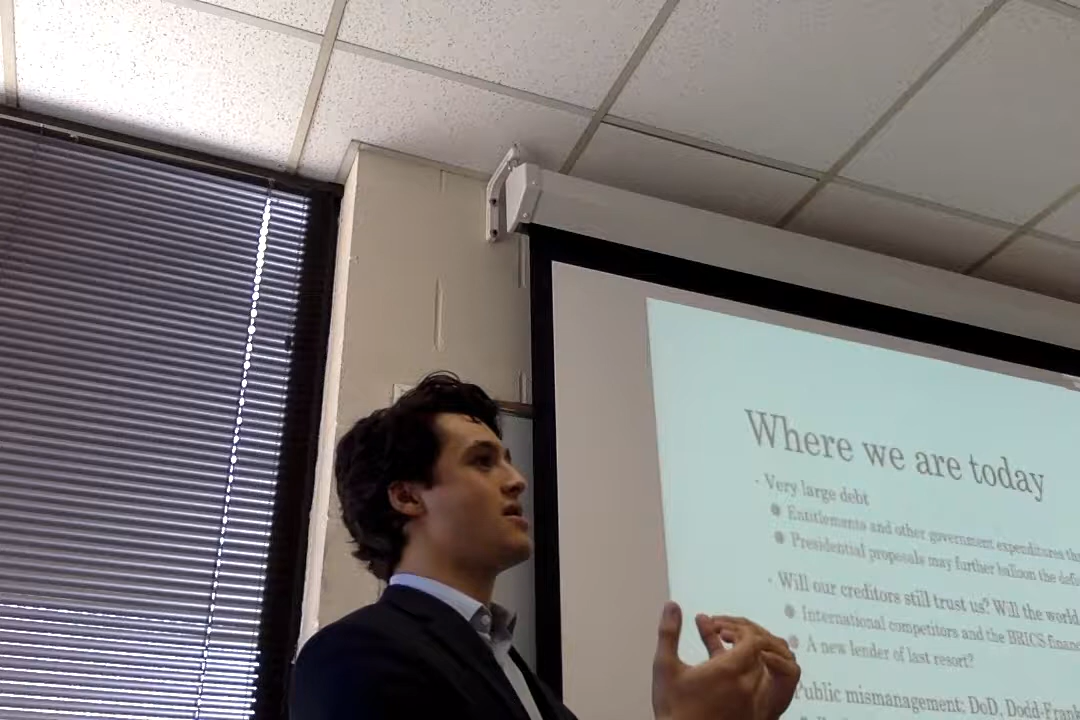 Where we are today
Very large debt
Entitlements and other government expenditures
Presidential proposals may further balloon the
Will our creditors still trust us? Will the world
International competitors and the BRICS
A new lender of last resort?
Public mismanagement: DoD, Dodd-Frank